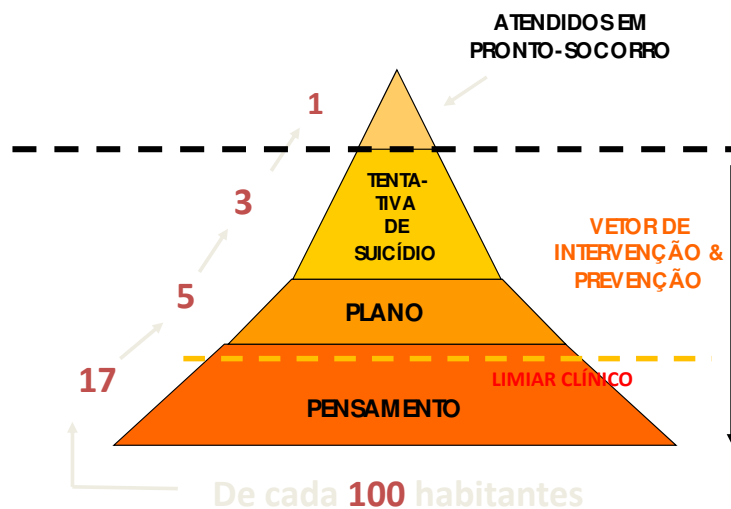 ATENDIDOS EM
PRONTO-SOCORRO
1
TENTA-
TIVA
DE
SUICÍDIO
3
VETOR DE
INTERVENÇÃO &
PREVENÇÃO
5
PLANO
17
LIMIAR CLÍNICO
PENSAMENTO
De cada 100 habitantes